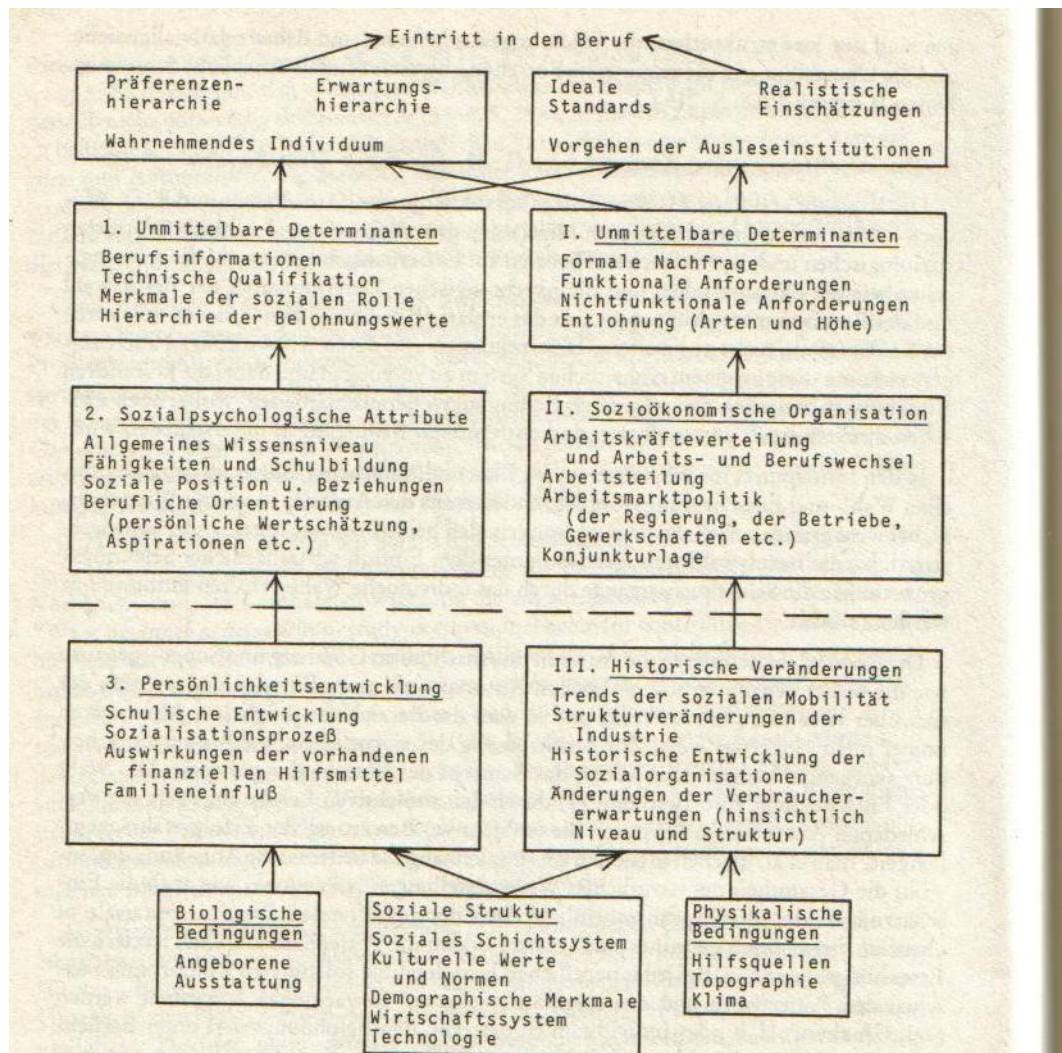 Eintritt in den Beruf
Präferenzen-
hierarchie
Erwartungs-
hierarchie
Wahrnehmendes Individuum
Ideale
Standards
Realistische
Einschätzungen
Vorgehen der Ausleseinstitutionen
1. Unmittelbare Determinanten
Berufsinformationen
Technische Qualifikation
Merkmale der sozialen Rolle
Hierarchie der Belohnungswerte
I. Unmittelbare Determinanten
Formale Nachfrage
Funktionale Anforderungen
Nichtfunktionale Anforderungen
Entlohnung (Arten und Höhe)
2. Sozialpsychologische Attribute
Allgemeines Wissensniveau
Fähigkeiten und Schulbildung
Soziale Position u. Beziehungen
Berufliche Orientierung
(persönliche Wertschätzung,
Aspirationen etc.)
II. Sozioökonomische Organisation
Arbeitskräfteverteilung
und Arbeits- und Berufswechsel
Arbeitsteilung
Arbeitsmarktpolitik
(der Regierung, der Betriebe,
Gewerkschaften etc.)
Konjunkturlage
3. Persönlichkeitsentwicklung
Schulische Entwicklung
Sozialisationsprozeß
Auswirkungen der vorhandenen
finanziellen Hilfsmittel
Familieneinfluß
III. Historische Veränderungen
Trends der sozialen Mobilität
Strukturveränderungen der
Industrie
Historische Entwicklung der
Sozialorganisationen
Änderungen der Verbraucher-
erwartungen (hinsichtlich
Niveau und Struktur)
Biologische
Bedingungen
Angeborene
Ausstattung
Soziale Struktur
Soziales Schichtsystem
Kulturelle Werte
und Normen
Demographische Merkmale
Wirtschaftssystem
Technologie
Physikalische
Bedingungen
Hilfsquellen
Topographie
Klima